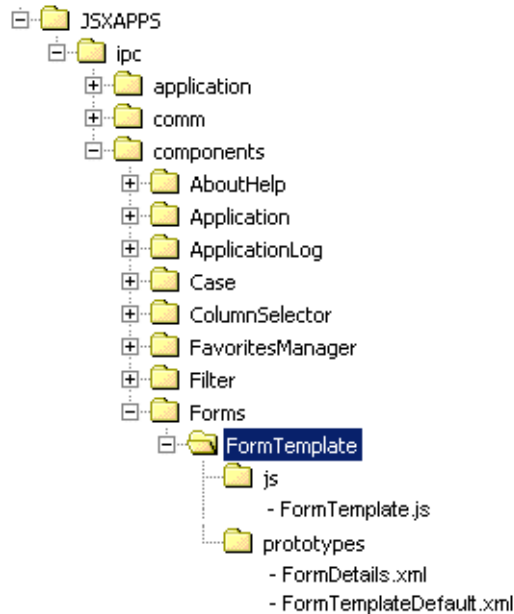 JSXAPPS
ipc
application
comm
components
AboutHelp
Application
ApplicationLog
Case
ColumnSelector
FavoritesManager
Filter
Forms
FormTemplate
js
- FormTemplate.js
prototypes
- FormDetails.xml
- FormTemplateDefault.xml